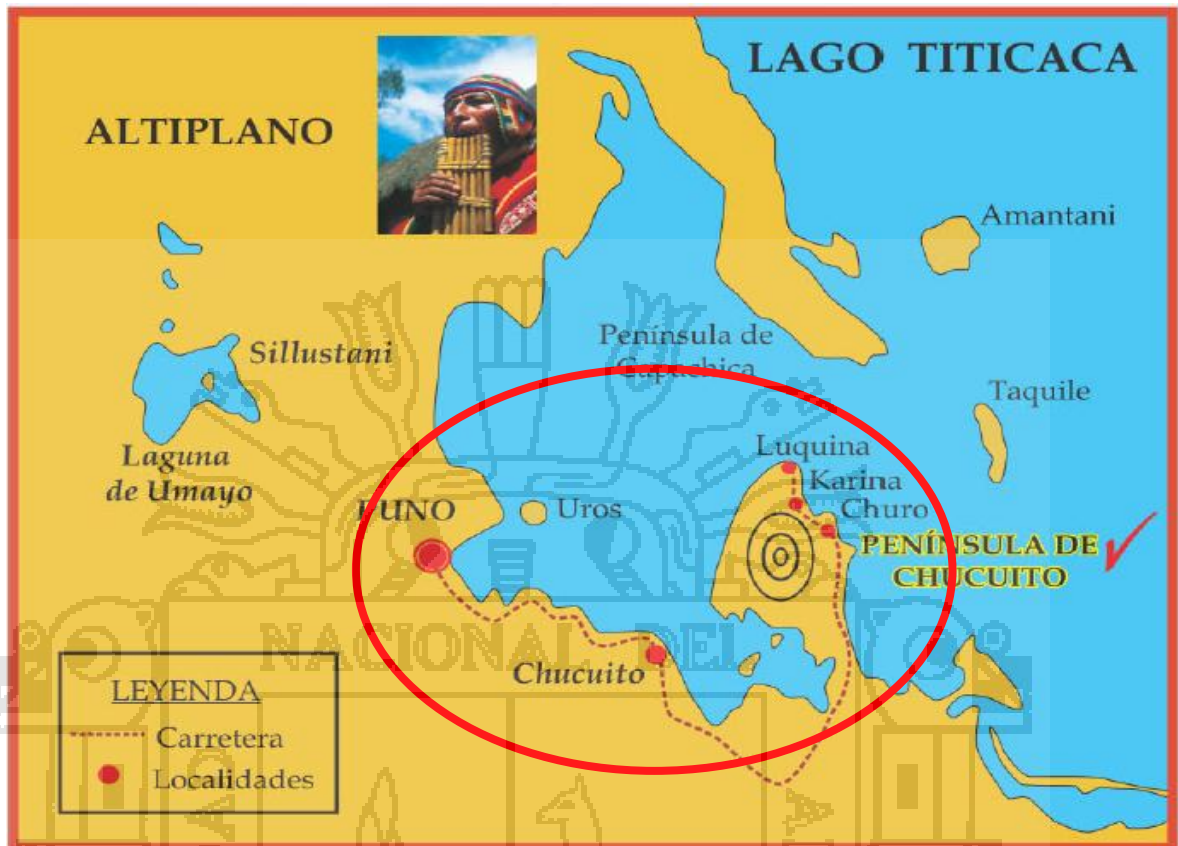 LAGO TITICACA
ALTIPLANO
Amantani
Península de
Capachica
Sillustani
Taquile
Laguna
de Umayo
Luquina
Karina
Churo
PUNO
Uros
PENÍNSULA DE
CHUCUITO
NACIONAL DEL
Chucuito
LEYENDA
Carretera
Localidades